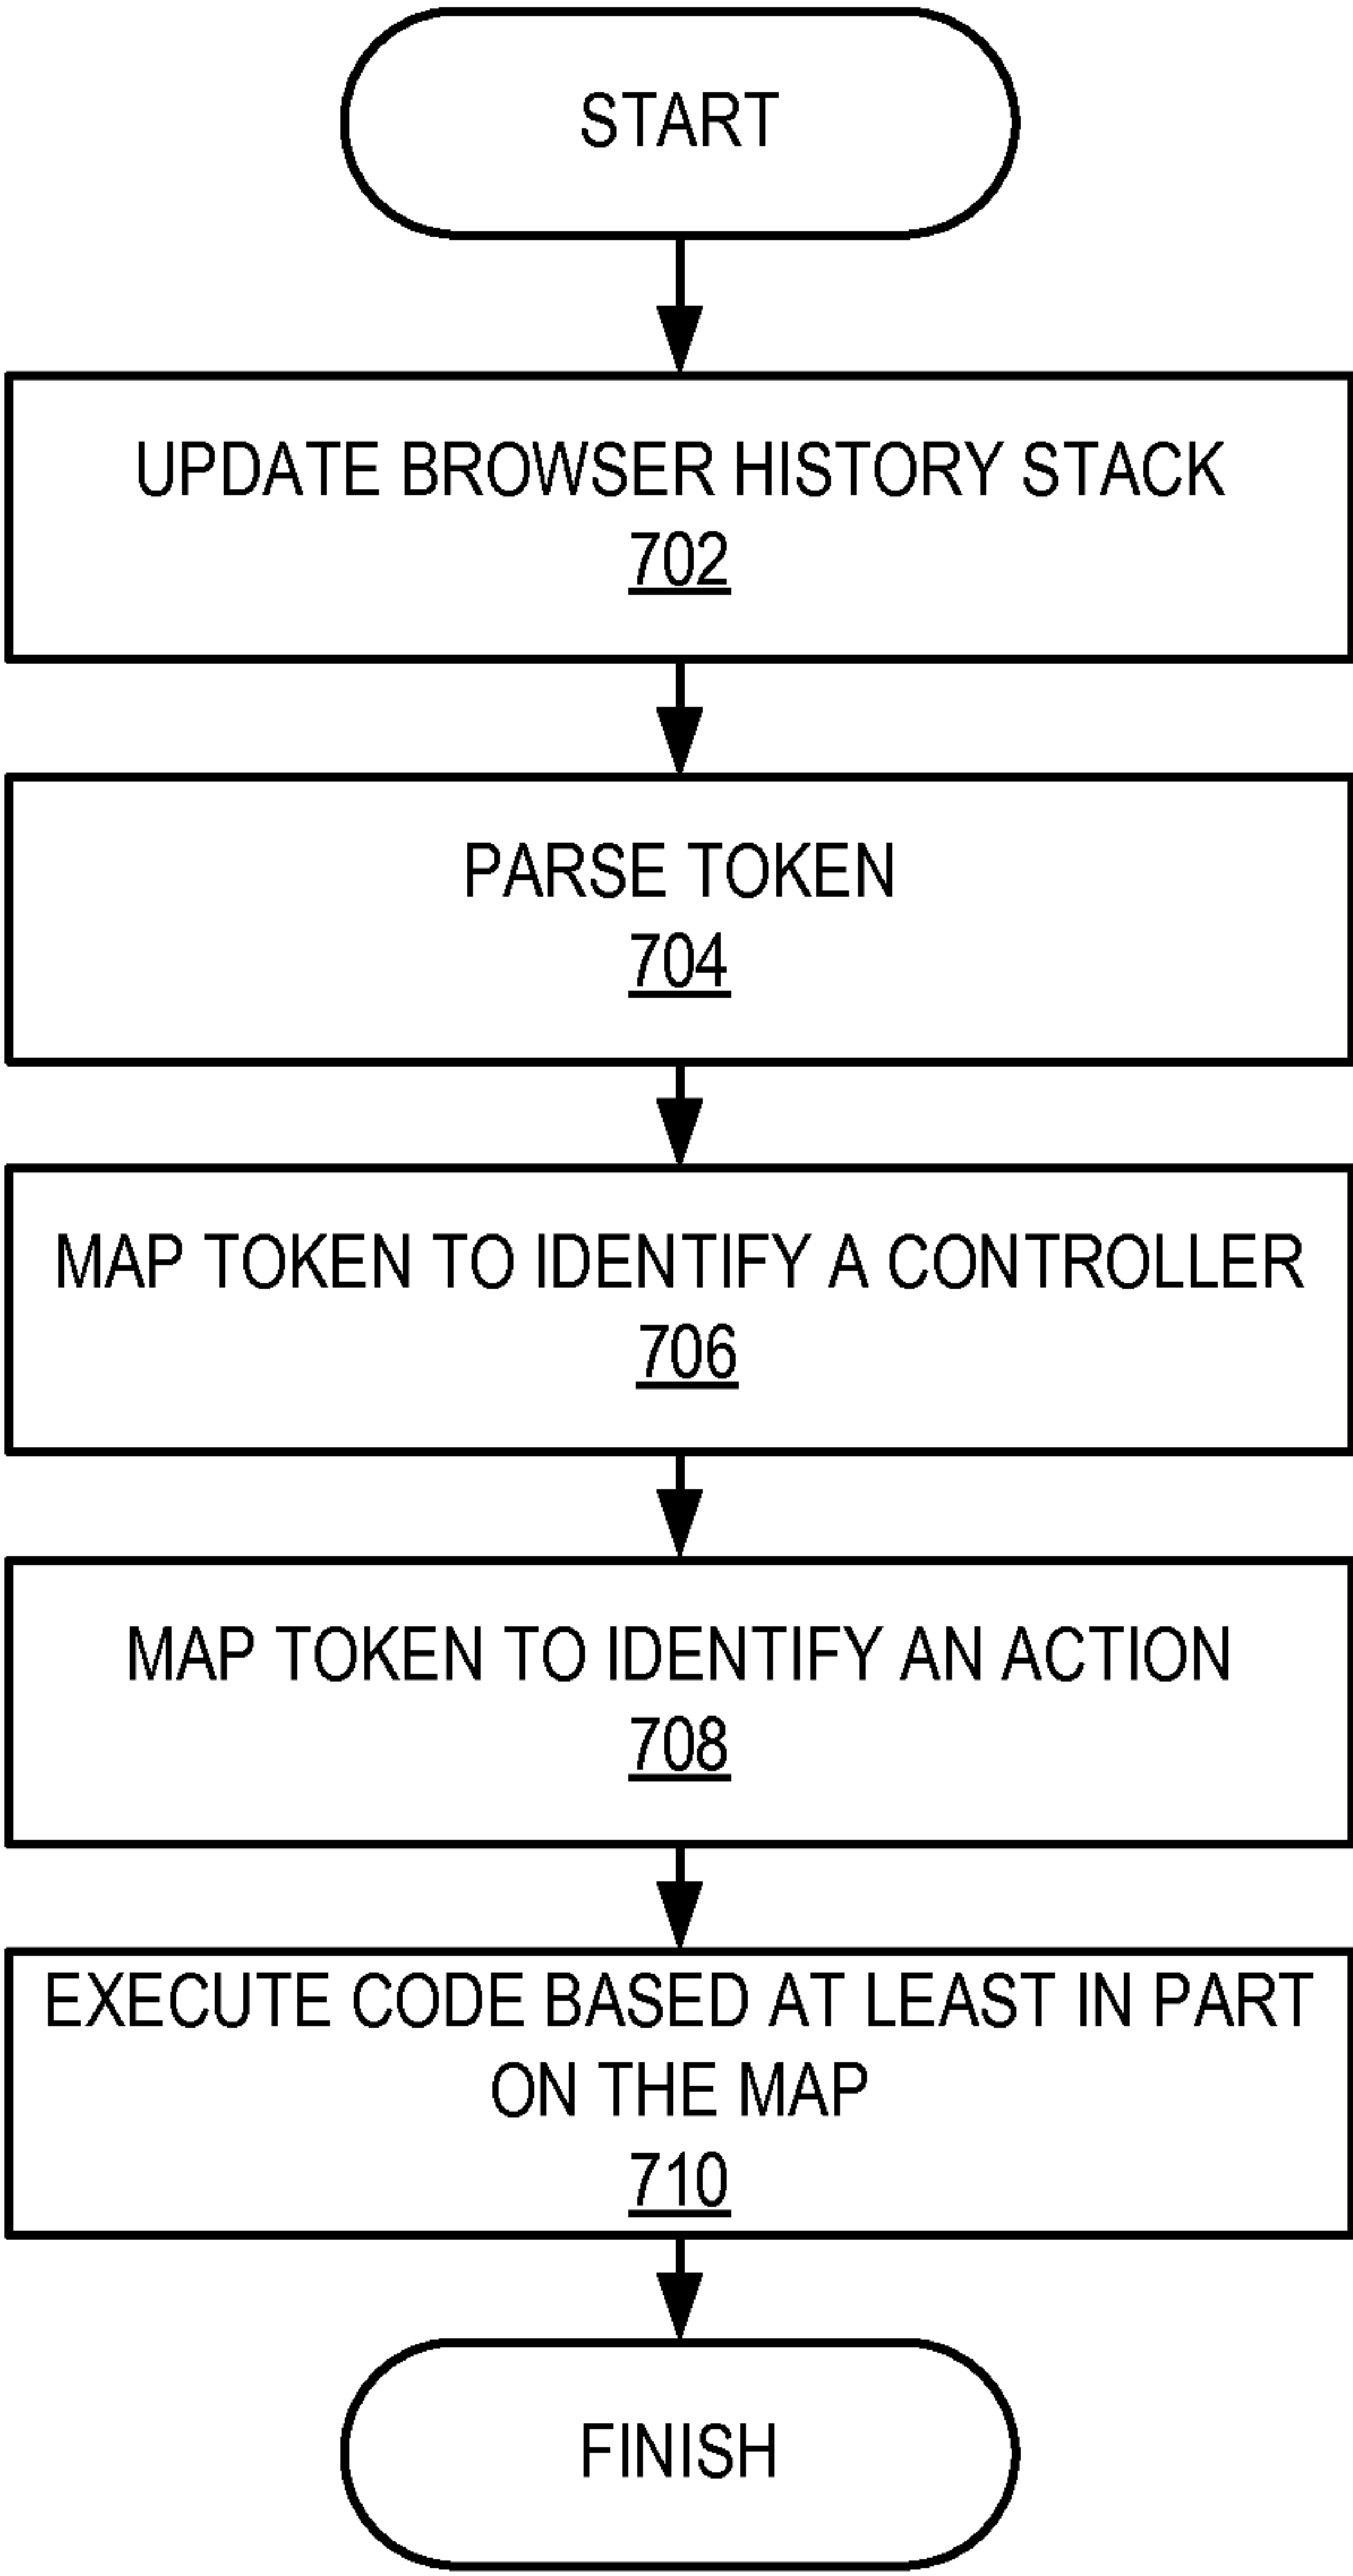 START
UPDATE BROWSER HISTORY STACK
702
PARSE TOKEN
704
MAP TOKEN TO IDENTIFY A CONTROLLER
706
MAP TOKEN TO IDENTIFY AN ACTION
708
EXECUTE CODE BASED AT LEAST IN PART
ON THE MAP
710
FINISH